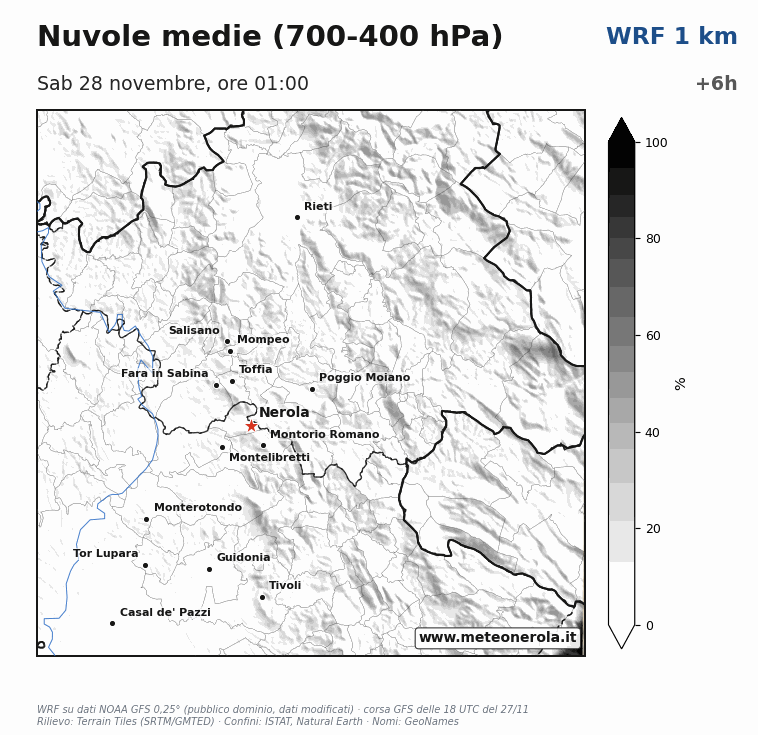 Nuvole medie (700-400 hPa)
WRF 1 km
Sab 28 novembre, ore 01:00
+6h
100
80
60
40
20
0
%
Rieti
Salisano
Mompeo
Fara in Sabina
Toffia
Poggio Moiano
Nerola
Montorio Romano
Montelibretti
Monterotondo
Tor Lupara
Guidonia
Tivoli
Casal de' Pazzi
www.meteonerola.it
WRF su dati NOAA GFS 0,25° (pubblico dominio, dati modificati) · corsa GFS delle 18 UTC del 27/11
Rilievo: Terrain Tiles (SRTM/GMTED) · Confini: ISTAT, Natural Earth · Nomi: GeoNames